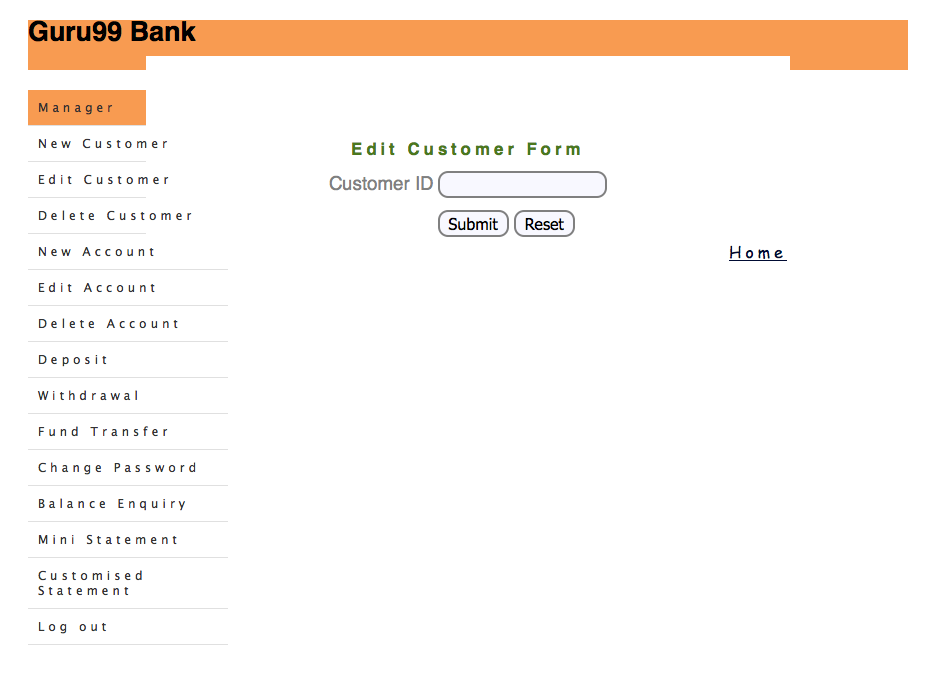 Guru99 Bank
Manager
New Customer
Edit Customer
Delete Customer
New Account
Edit Account
Delete Account
Deposit
Withdrawal
Fund Transfer
Change Password
Balance Enquiry
Mini Statement
Customised
Statement
Log out
Edit Customer Form
Customer ID
Submit Reset
Home